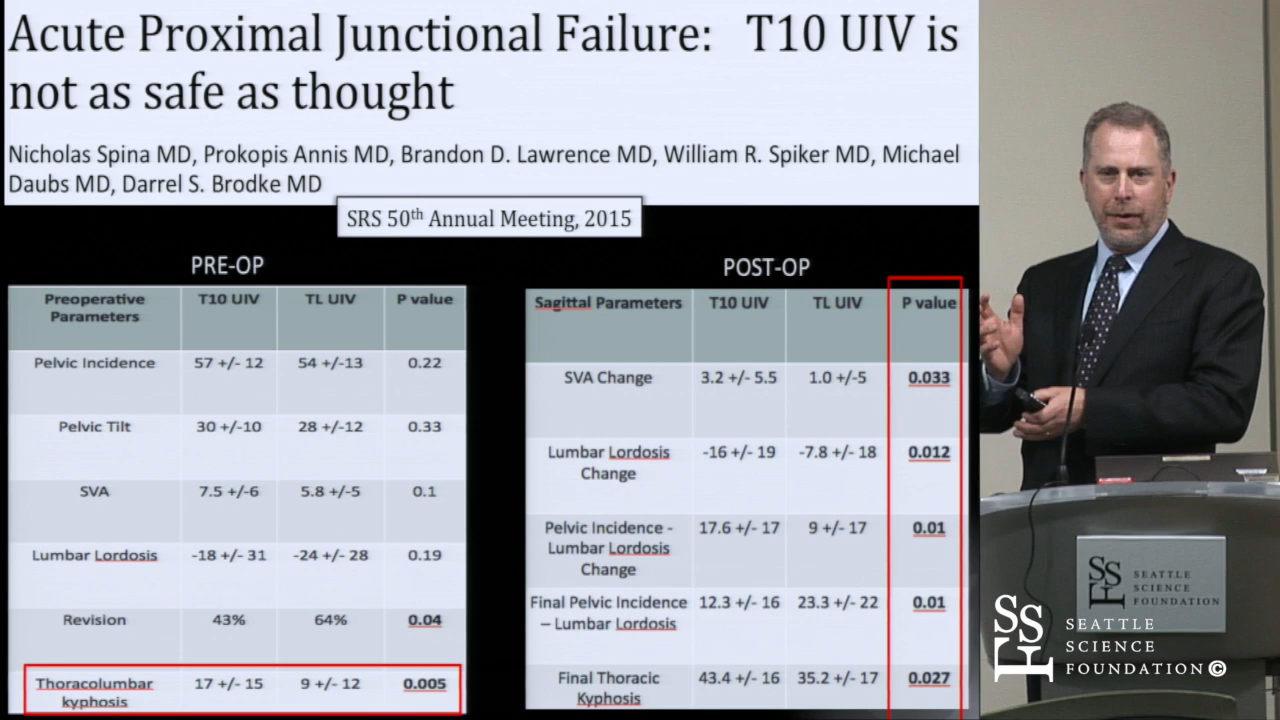 Acute Proximal Junctional Failure: T10 UIV is
not as safe as thought
Nicholas Spina MD, Prokopis Annis MD, Brandon D. Lawrence MD, William R. Spiker MD, Michael
Daubs MD, Darrel S. Brodke MD
SRS 50th Annual Meeting, 2015
PRE-OP
Preoperative Parameters T10 UIV TL UIV P value
Pelvic Incidence 57 +/- 12 54 +/-13 0.22
Pelvic Tilt 30 +/-10 28 +/-12 0.33
SVA 7.5 +/-6 5.8 +/-5 0.1
Lumbar Lordosis -18 +/- 31 -24 +/- 28 0.19
Revision 43% 64% 0.04
Thoracolumbar kyphosis 17 +/- 15 9 +/- 12 0.005
POST-OP
Sagittal Parameters T10 UIV TL UIV P value
SVA Change 3.2 +/- 5.5 1.0 +/-5 0.033
Lumbar Lordosis Change -16 +/- 19 -7.8 +/- 18 0.012
Pelvic Incidence - Lumbar Lordosis Change 17.6 +/- 17 9 +/- 17 0.01
Final Pelvic Incidence – Lumbar Lordosis 12.3 +/- 16 23.3 +/- 22 0.01
Final Thoracic Kyphosis 43.4 +/- 16 35.2 +/- 17 0.027
SSF
SEATTLE
SCIENCE
FOUNDATION
SSF
SEATTLE
SCIENCE
FOUNDATION©